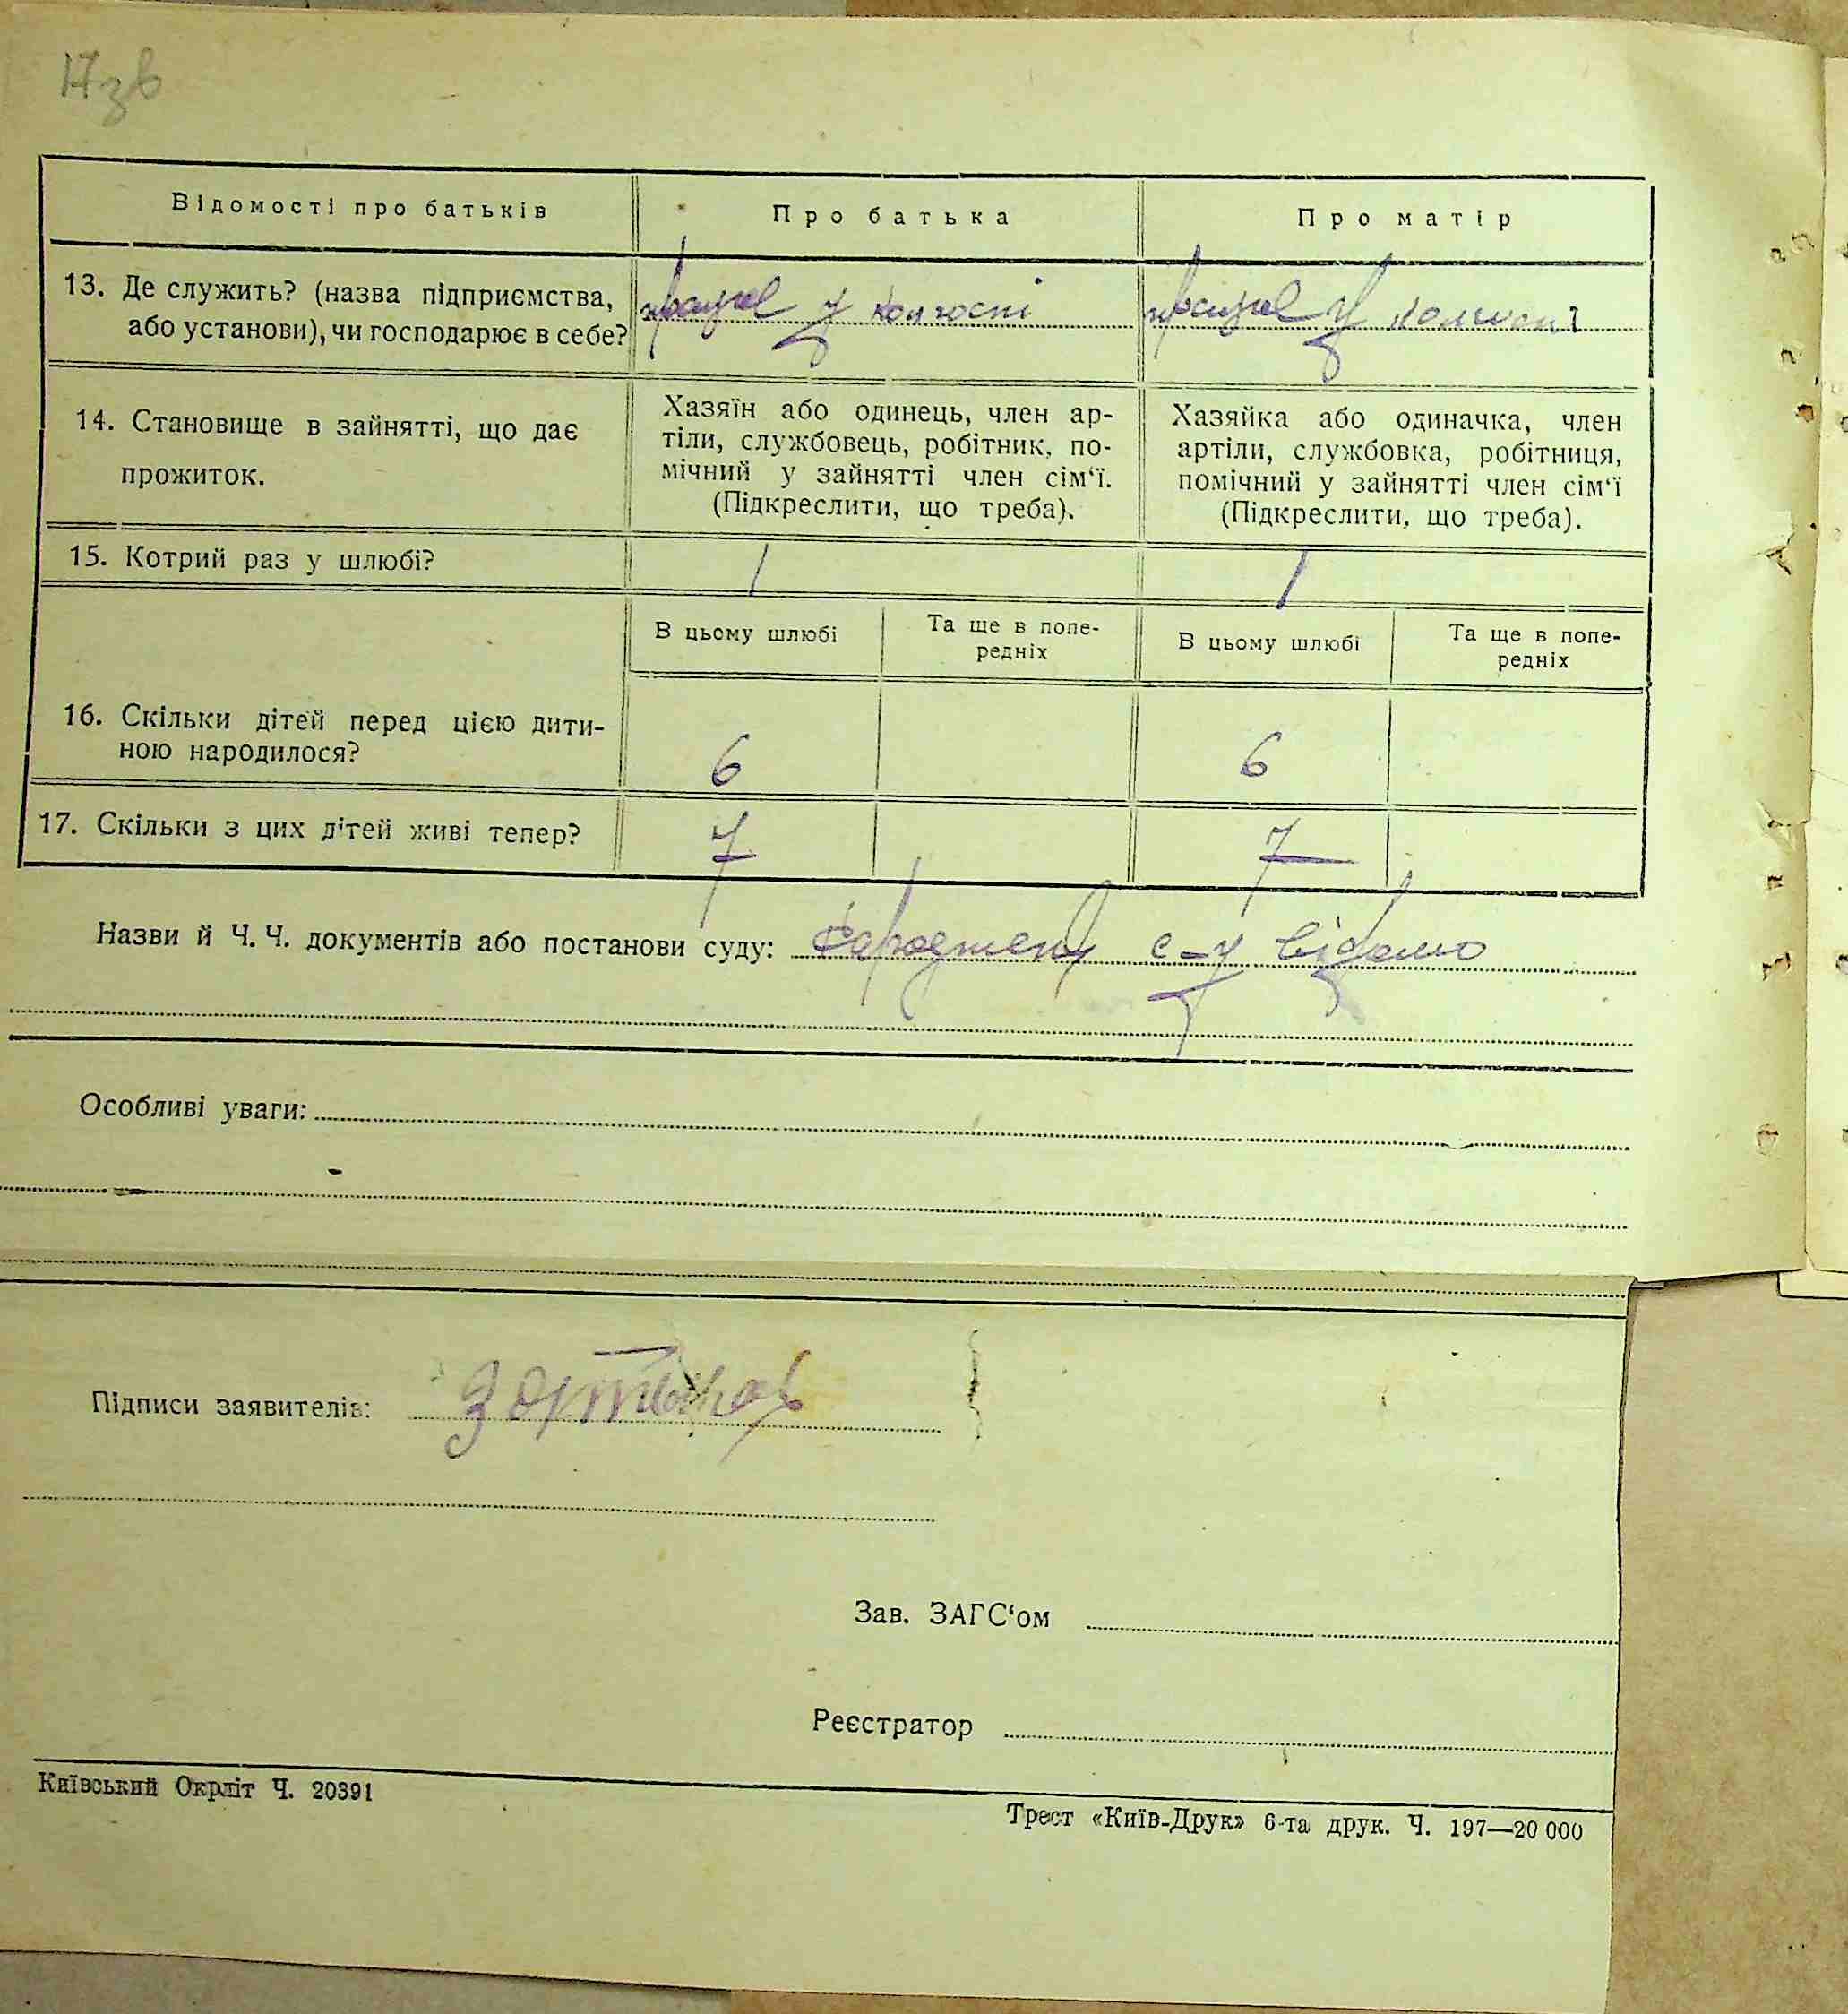 17зв
Відомості про батьків
Про батька
Про матір
13. Де служить? (назва підприємства,
або установи), чи господарює в себе?
працює у колгоспі
працює у колгоспі
14. Становище в зайнятті, що дає
прожиток.
Хазяїн або одинець, член ар-
тіли, службовець, робітник, по-
мічний у зайнятті член сім‘ї.
(Підкреслити, що треба).
Хазяйка або одиначка, член
артіли, службовка, робітниця,
помічний у зайнятті член сім‘ї
(Підкреслити, що треба).
15. Котрий раз у шлюбі?
1
1
В цьому шлюбі
Та ще в попе-
редніх
В цьому шлюбі
Та ще в попе-
редніх
16. Скільки дітей перед цією дити-
ною народилося?
6
6
17. Скільки з цих дітей живі тепер?
7
7
Назви й Ч. Ч. документів або постанови суду: с-у відомо
Особливі уваги:
Підписи заявителів:
Зав. ЗАГС‘ом
Реєстратор
Київський Окрліт Ч. 20391
Трест «Київ-Друк» 6-та друк. Ч. 197—20 000